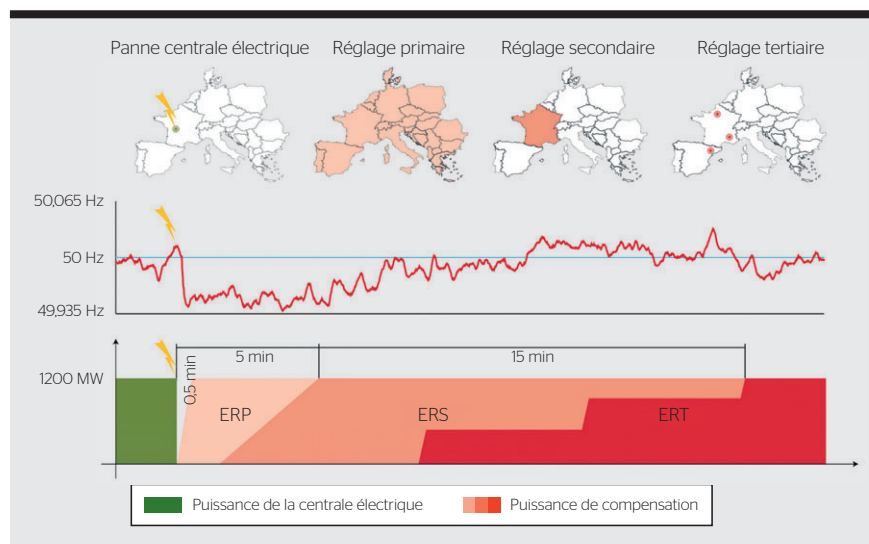 Panne centrale électrique
Réglage primaire
Réglage secondaire
Réglage tertiaire
50,065 Hz
50 Hz
49,935 Hz
5 min
15 min
0,5 min
1200 MW
ERP
ERS
ERT
Puissance de la centrale électrique
Puissance de compensation